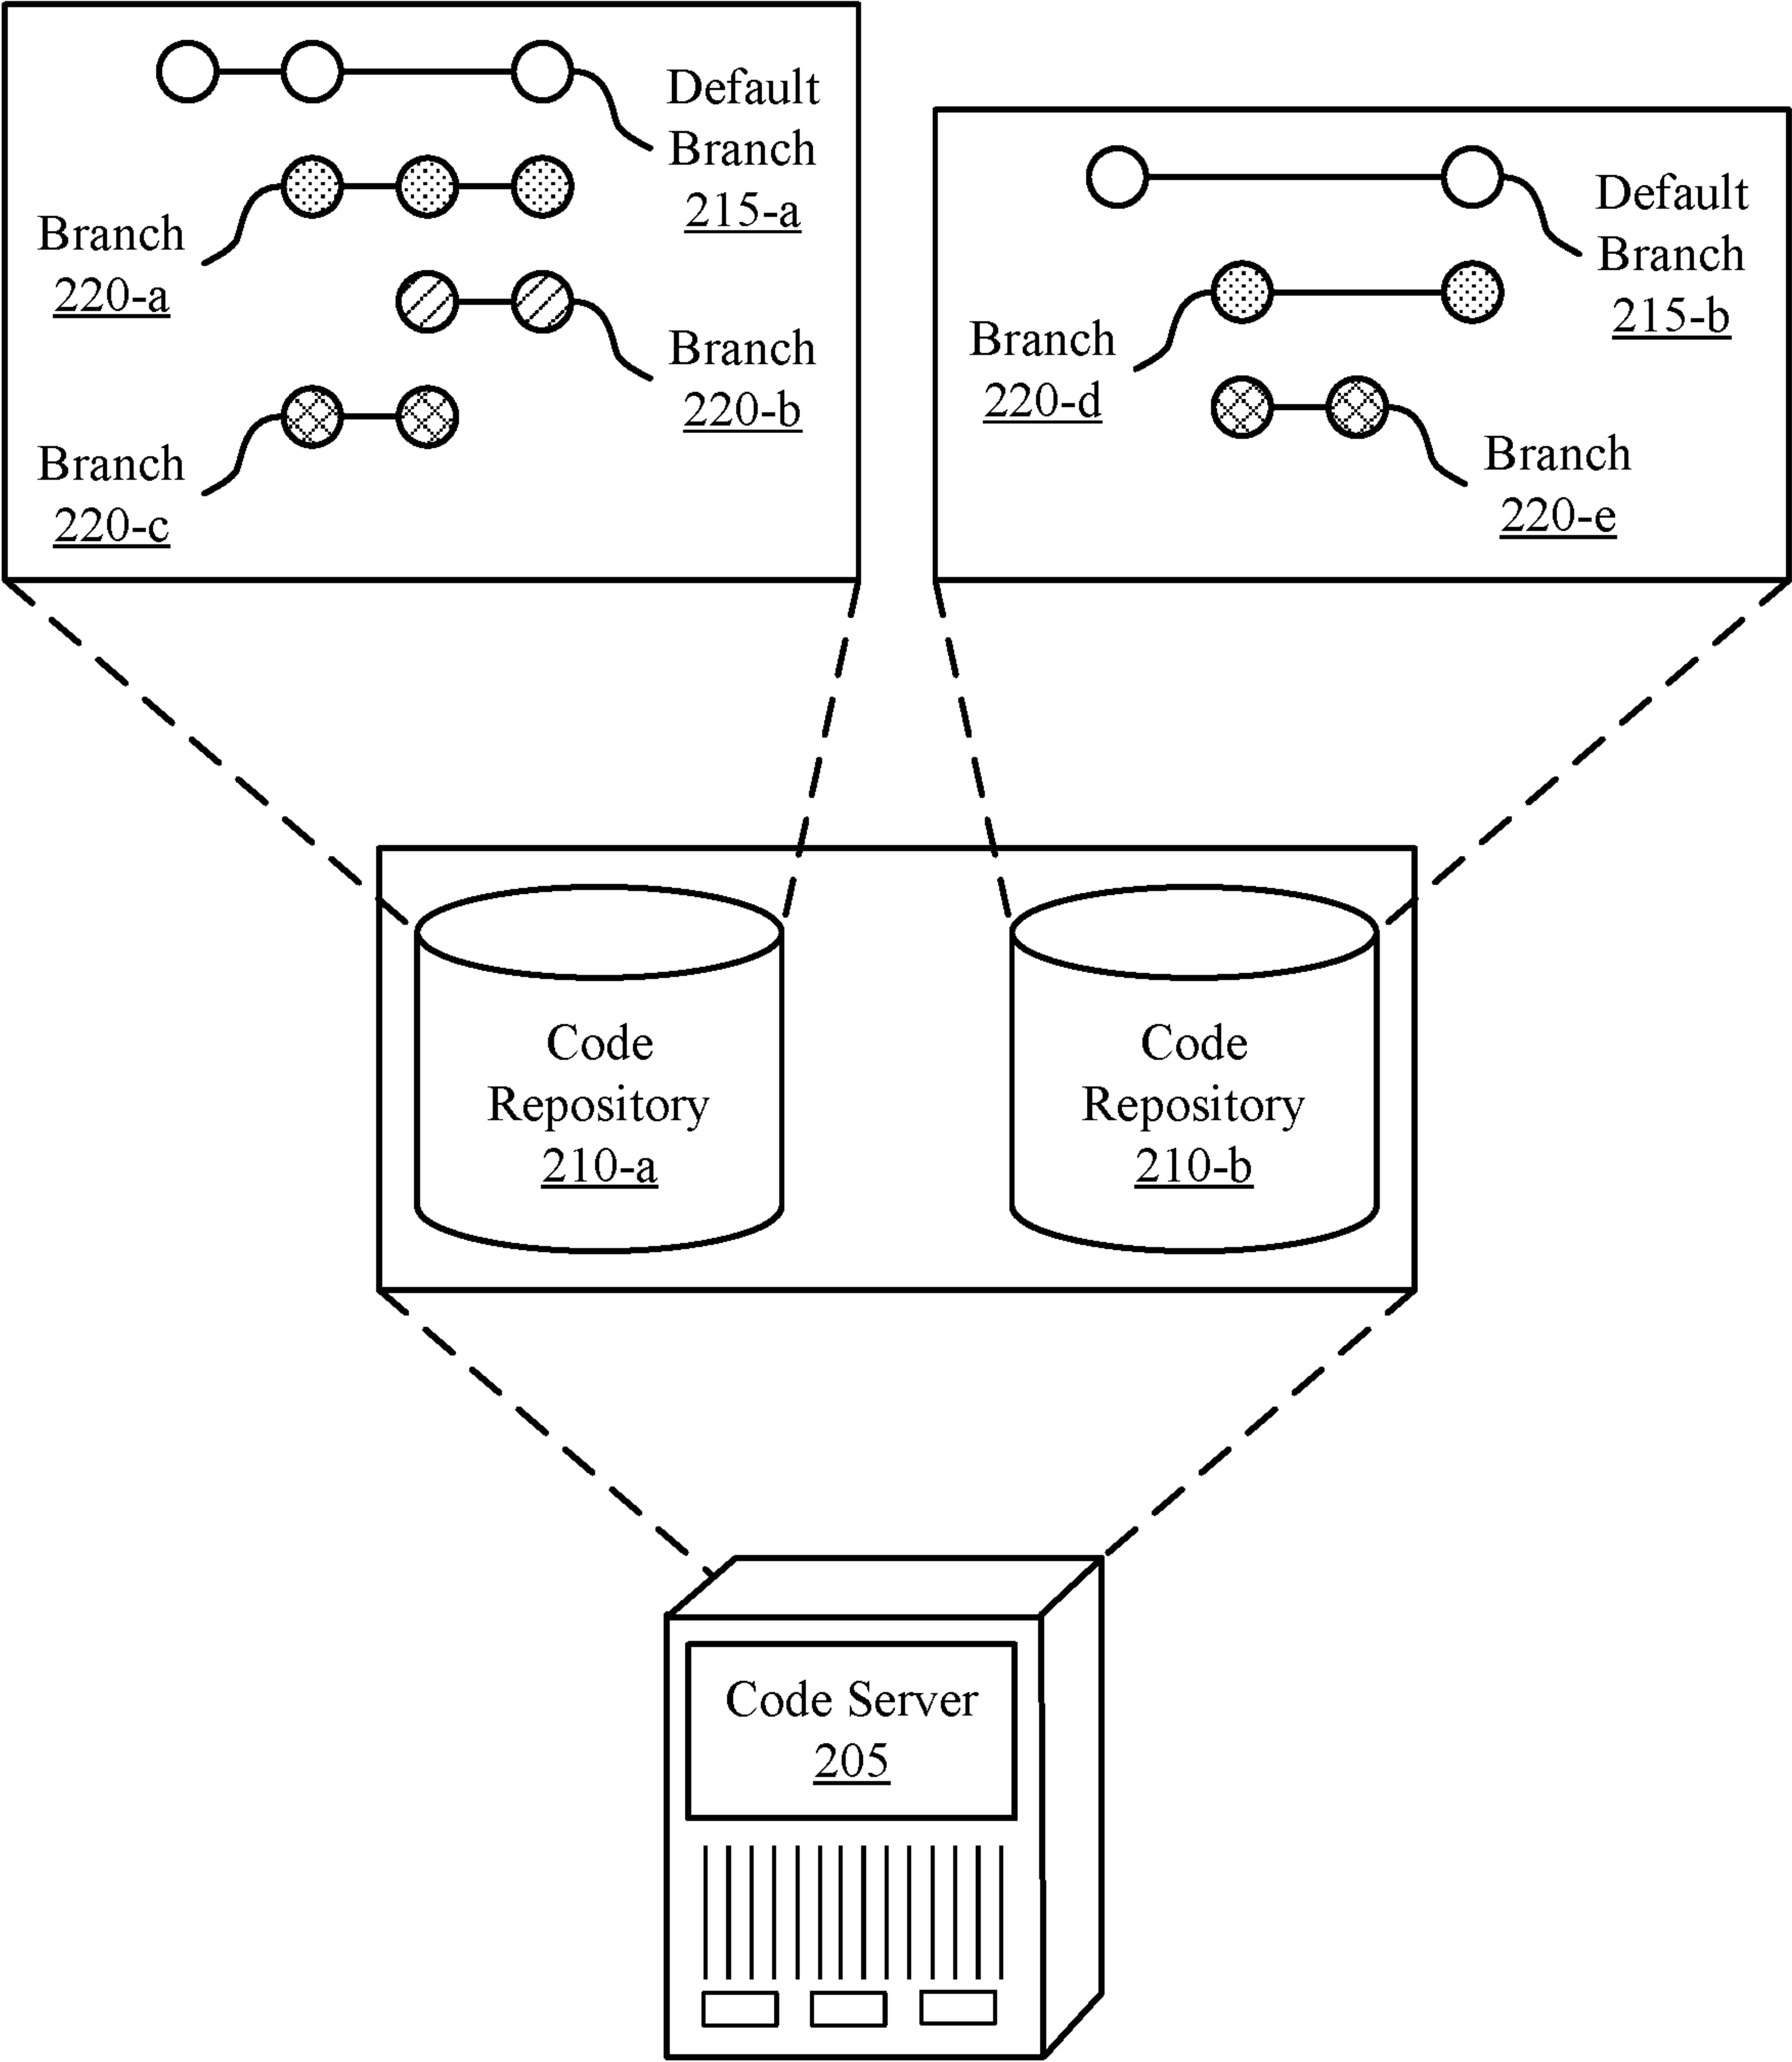 Default
Branch
215-a
Branch
220-a
Branch
220-b
Branch
220-c
Default
Branch
215-b
Branch
220-d
Branch
220-e
Code
Repository
210-a
Code
Repository
210-b
Code Server
205